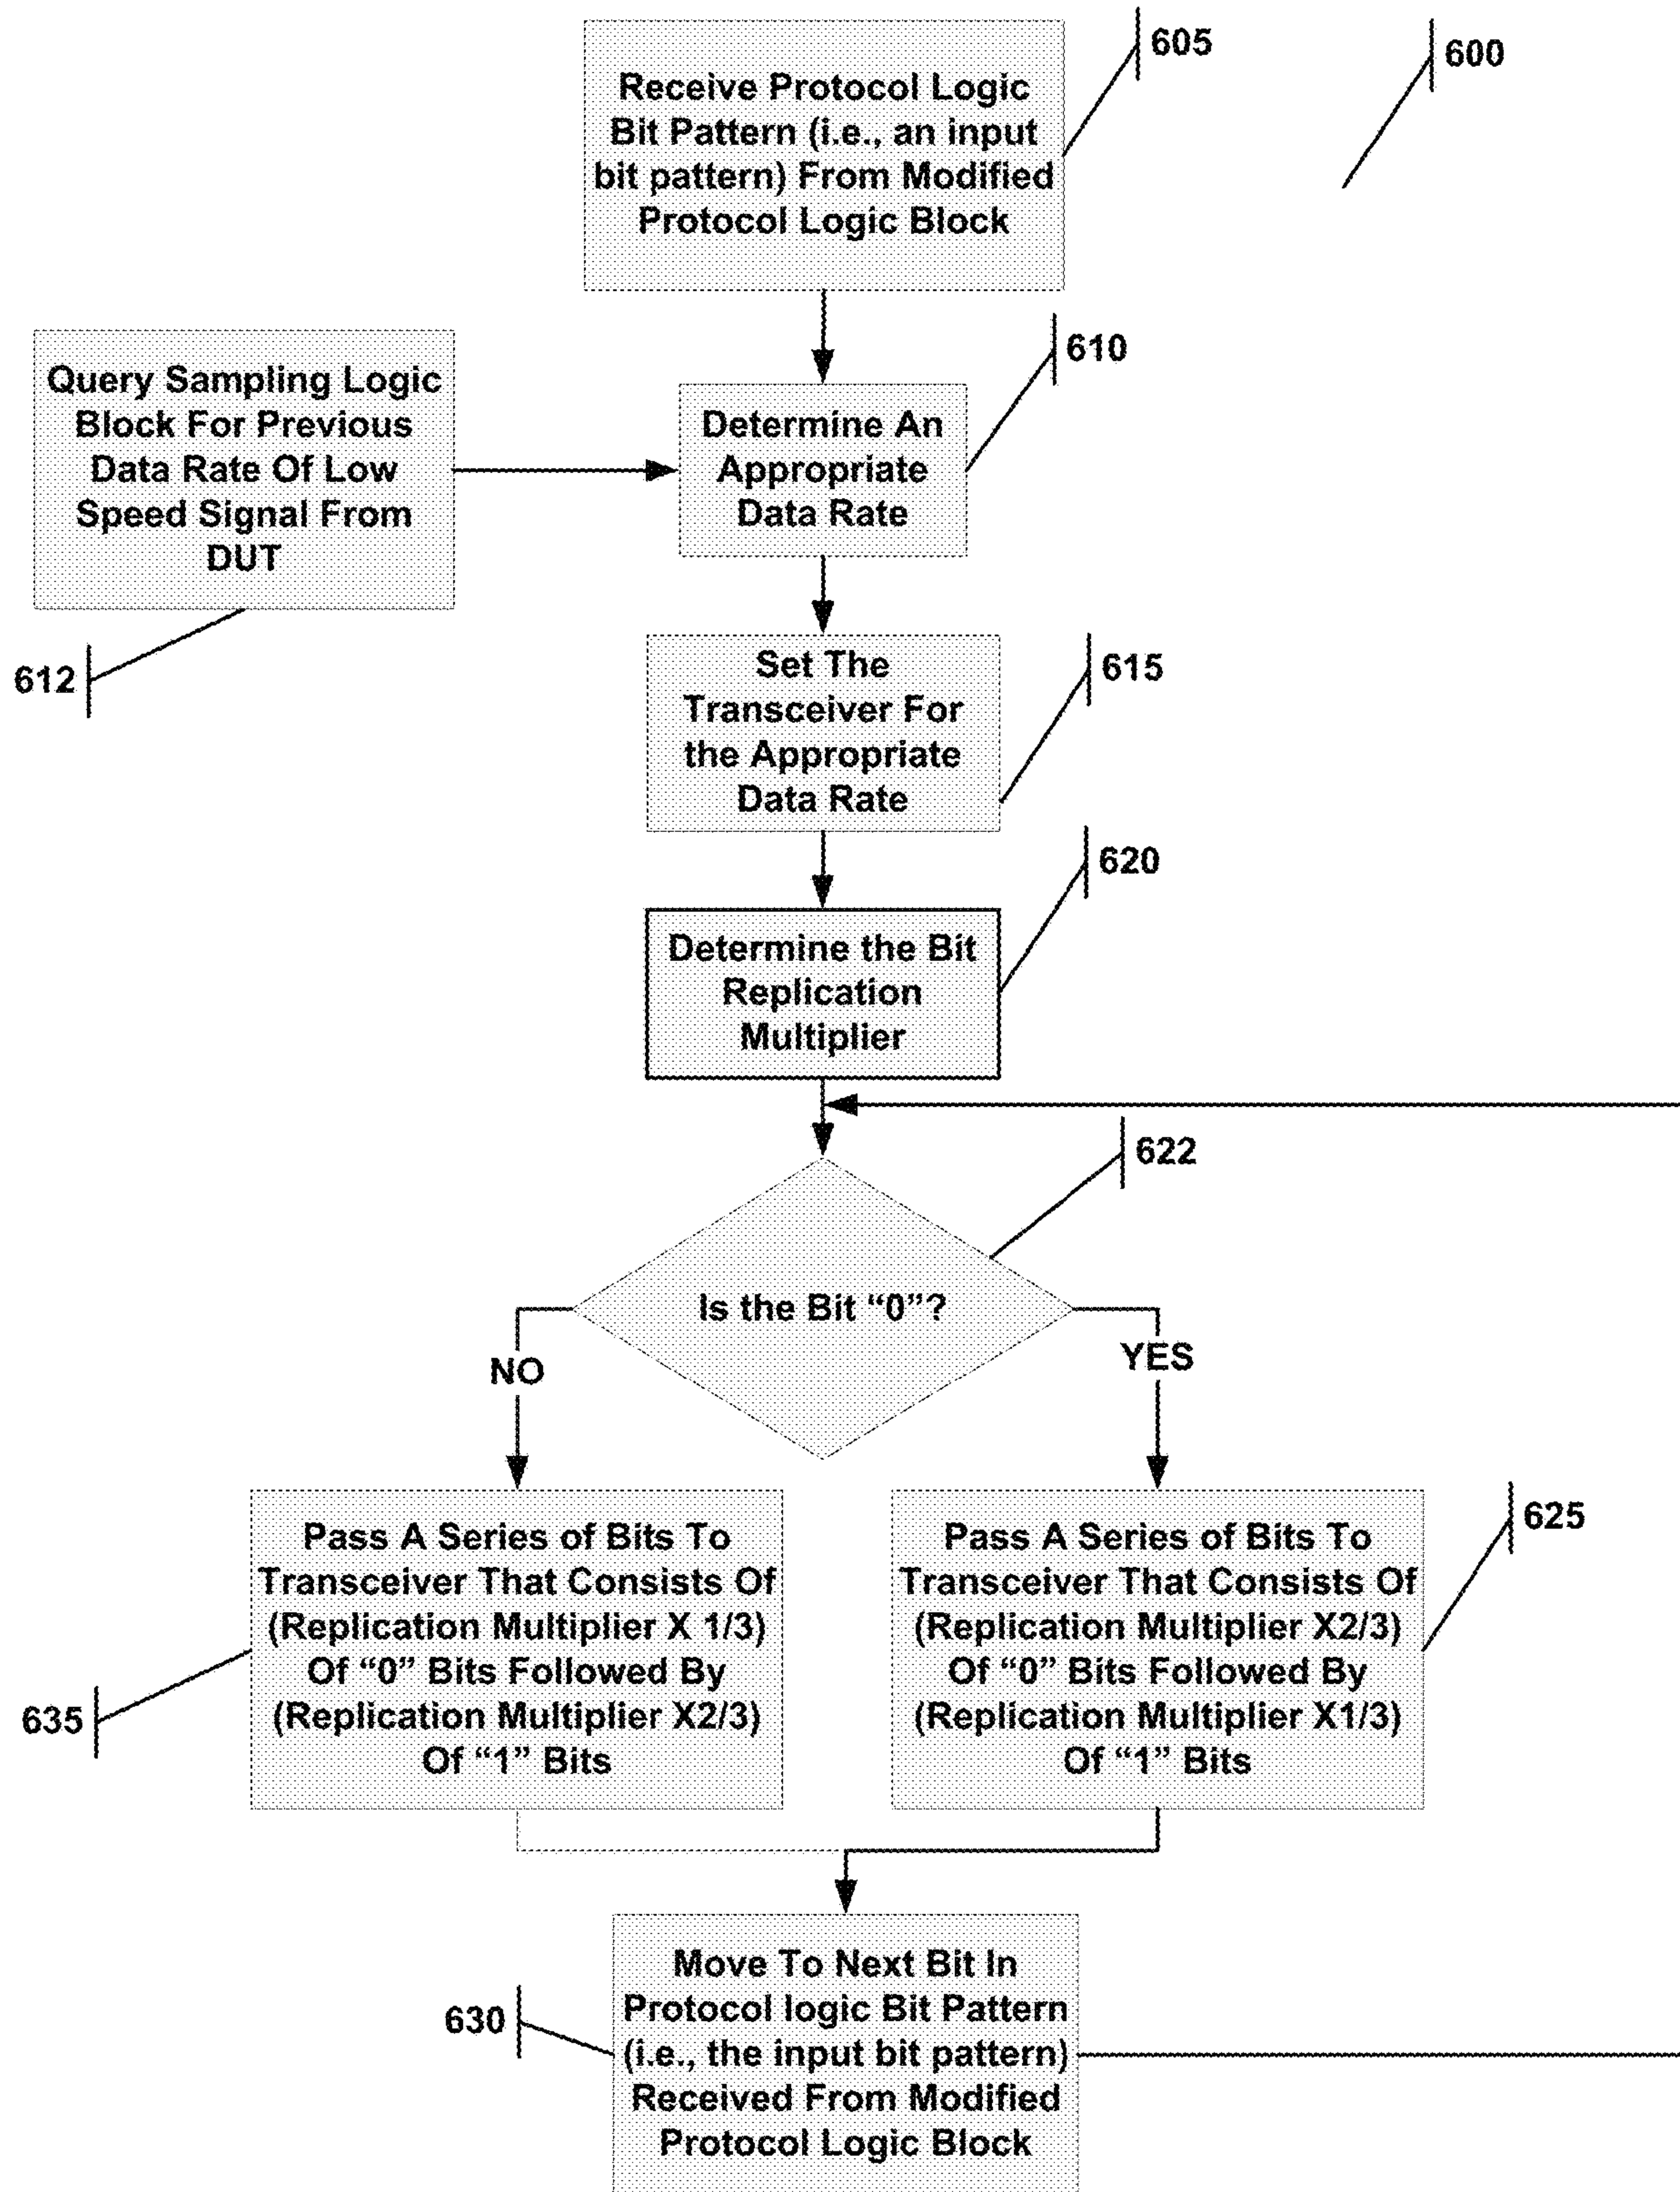 605
600
Receive Protocol Logic
Bit Pattern (i.e., an input
bit pattern) From Modified
Protocol Logic Block
610
Query Sampling Logic
Block For Previous
Data Rate Of Low
Speed Signal From
DUT
Determine An
Appropriate
Data Rate
612
Set The
Transceiver For
the Appropriate
Data Rate
615
620
Determine the Bit
Replication
Multiplier
622
Is the Bit “0”?
NO
YES
Pass A Series of Bits To
Transceiver That Consists Of
(Replication Multiplier X 1/3)
Of “0” Bits Followed By
(Replication Multiplier X2/3)
Of “1” Bits
635
Pass A Series of Bits To
Transceiver That Consists Of
(Replication Multiplier X2/3)
Of “0” Bits Followed By
(Replication Multiplier X1/3)
Of “1” Bits
625
Move To Next Bit In
Protocol logic Bit Pattern
(i.e., the input bit pattern)
Received From Modified
Protocol Logic Block
630